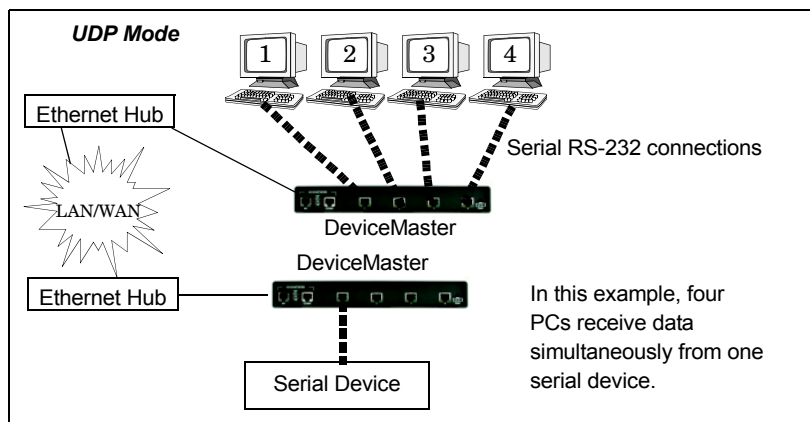 UDP Mode
1 2 3 4
Ethernet Hub
Serial RS-232 connections
LAN/WAN
DeviceMaster
DeviceMaster
Ethernet Hub
In this example, four
PCs receive data
simultaneously from one
serial device.
Serial Device